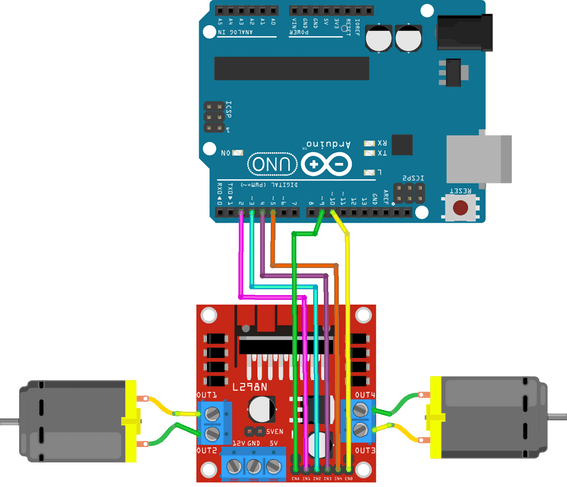 A5 A4 A3 A2 A1 A0
VIN GND GND 5V 3V3 RESET IOREF
ANALOG IN
POWER
ICSP
Arduino
RX
TX
ON
UNO
L
DIGITAL (PWM=~)
ICSP2
RX0◄0 TX0►1 2 ~3 4 ~5 ~6 7 8 ~9 ~10 ~11 12 13 GND AREF
RESET
L298N
OUT1
OUT4
5VEN
OUT2
12V GND 5V
OUT3
ENA IN1 IN2 IN3 IN4 ENB